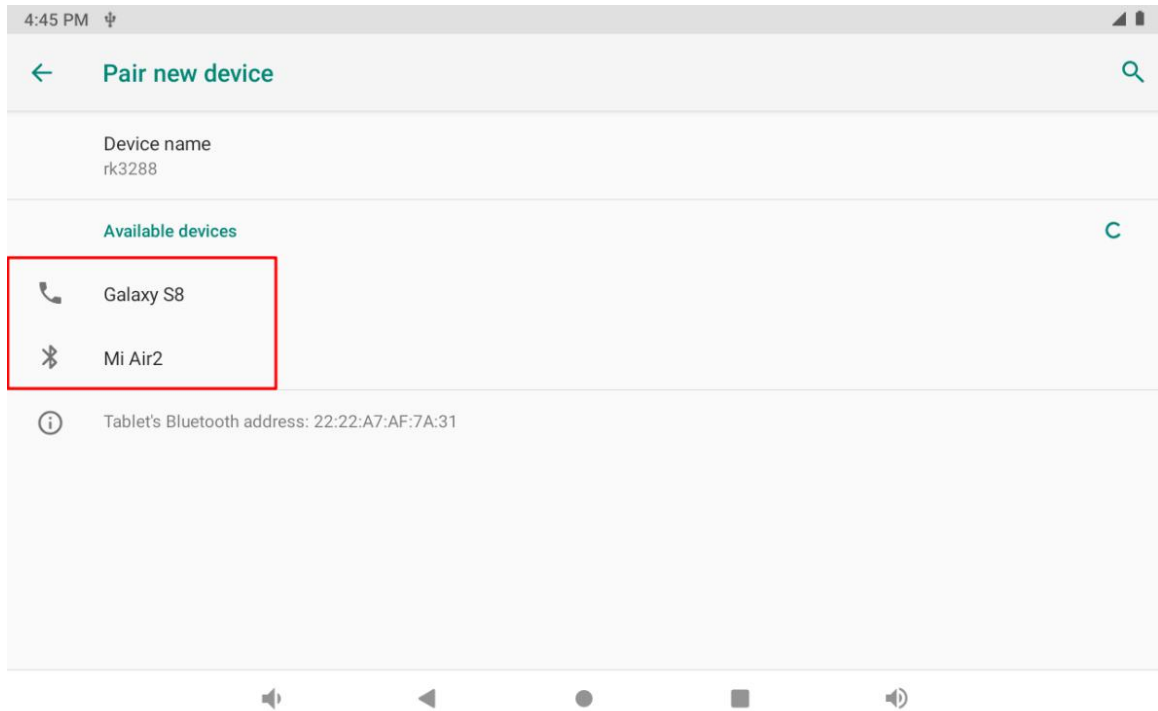 4:45 PM
Pair new device
Device name
rk3288
Available devices
Galaxy S8
Mi Air2
Tablet's Bluetooth address: 22:22:A7:AF:7A:31